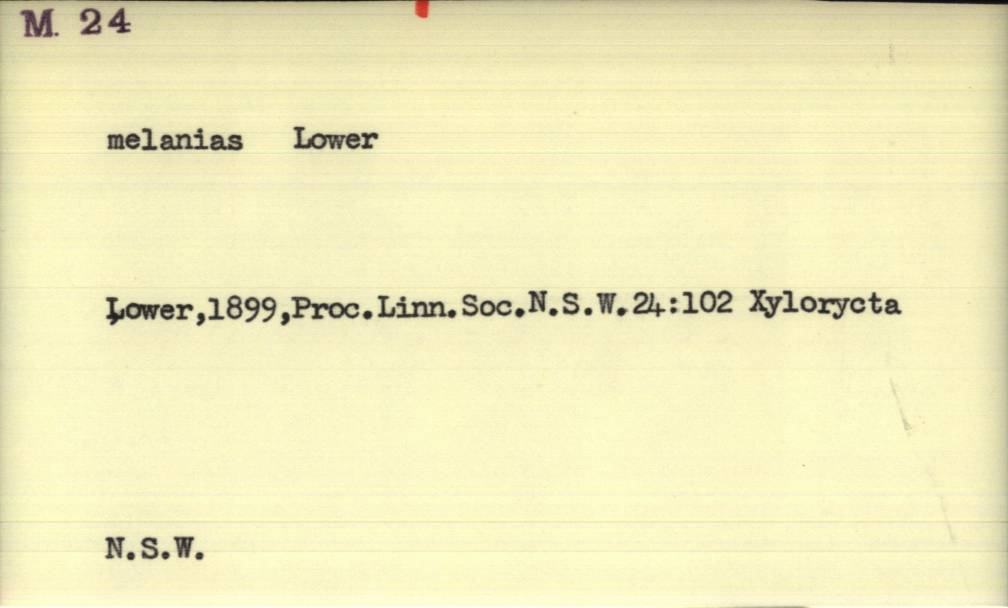 M. 24
melanias Lower
Lower,1899,Proc.Linn.Soc.N.S.W.24:102 Xylorycta
N.S.W.